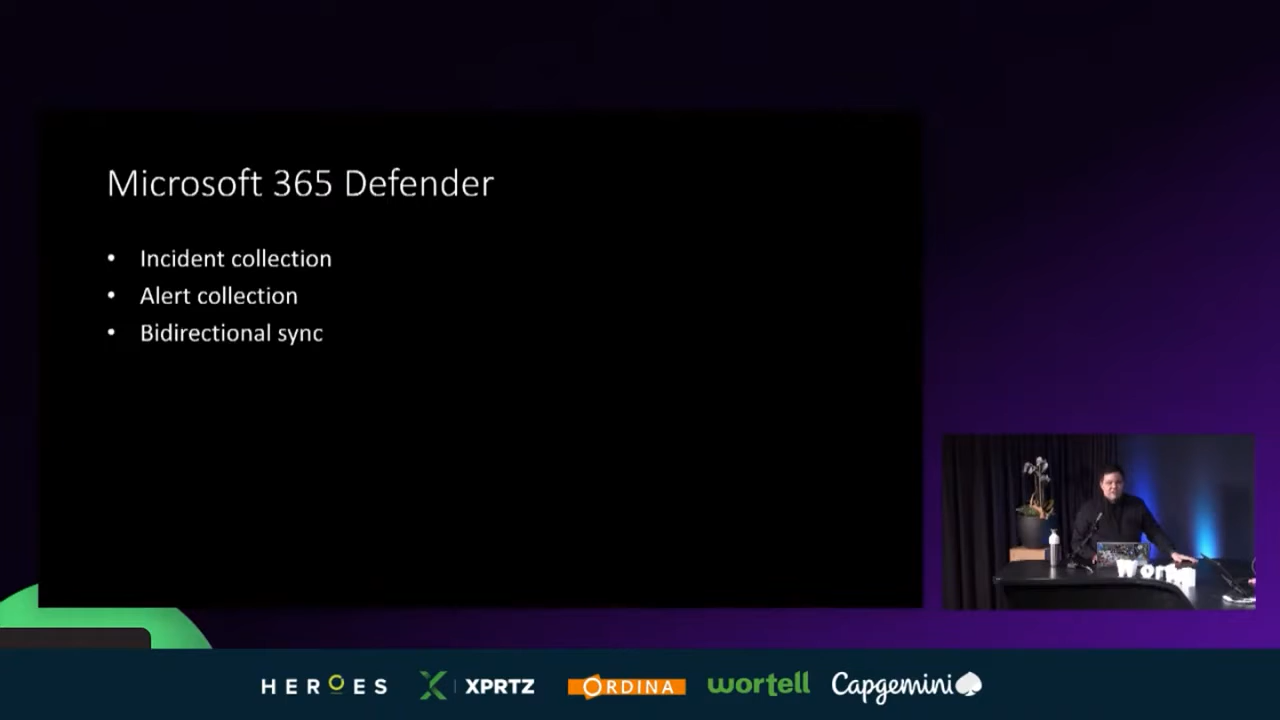 Microsoft 365 Defender
• Incident collection
• Alert collection
• Bidirectional sync
HEROES XPRTZ ORDINA wortell Capgemini